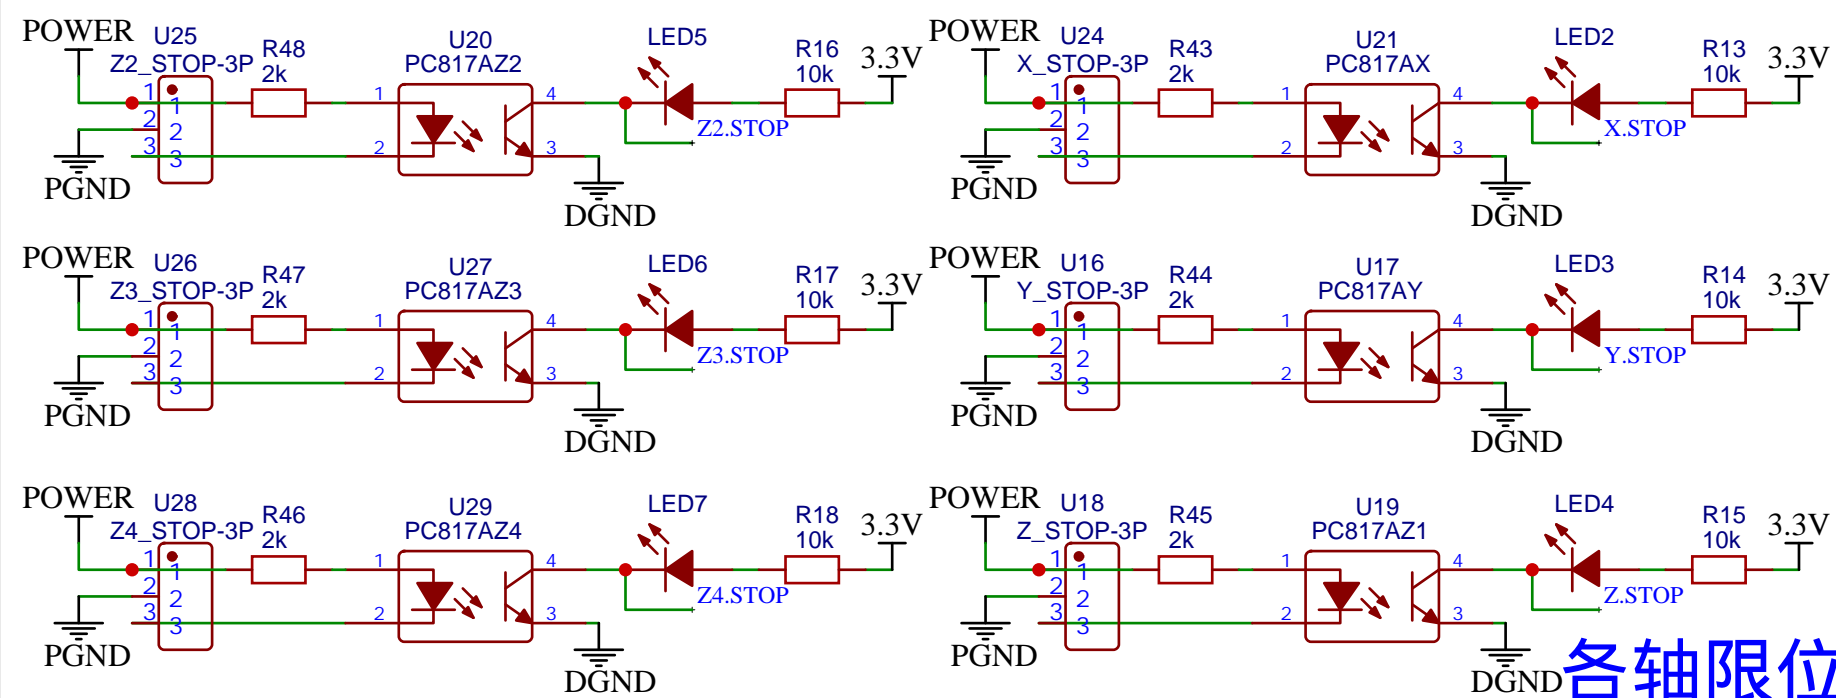 POWER
U25
Z2_STOP-3P
R48
2k
U20
PC817AZ2
LED5
R16
10k
3.3V
1
1
2
2
3
3
1
2
4
3
Z2.STOP
PGND
DGND
POWER
U24
X_STOP-3P
R43
2k
U21
PC817AX
LED2
R13
10k
3.3V
1
1
2
2
3
3
1
2
4
3
X.STOP
PGND
DGND
POWER
U26
Z3_STOP-3P
R47
2k
U27
PC817AZ3
LED6
R17
10k
3.3V
1
1
2
2
3
3
1
2
4
3
Z3.STOP
PGND
DGND
POWER
U16
Y_STOP-3P
R44
2k
U17
PC817AY
LED3
R14
10k
3.3V
1
1
2
2
3
3
1
2
4
3
Y.STOP
PGND
DGND
POWER
U28
Z4_STOP-3P
R46
2k
U29
PC817AZ4
LED7
R18
10k
3.3V
1
1
2
2
3
3
1
2
4
3
Z4.STOP
PGND
DGND
POWER
U18
Z_STOP-3P
R45
2k
U19
PC817AZ1
LED4
R15
10k
3.3V
1
1
2
2
3
3
1
2
4
3
Z.STOP
PGND
DGND
各轴限位